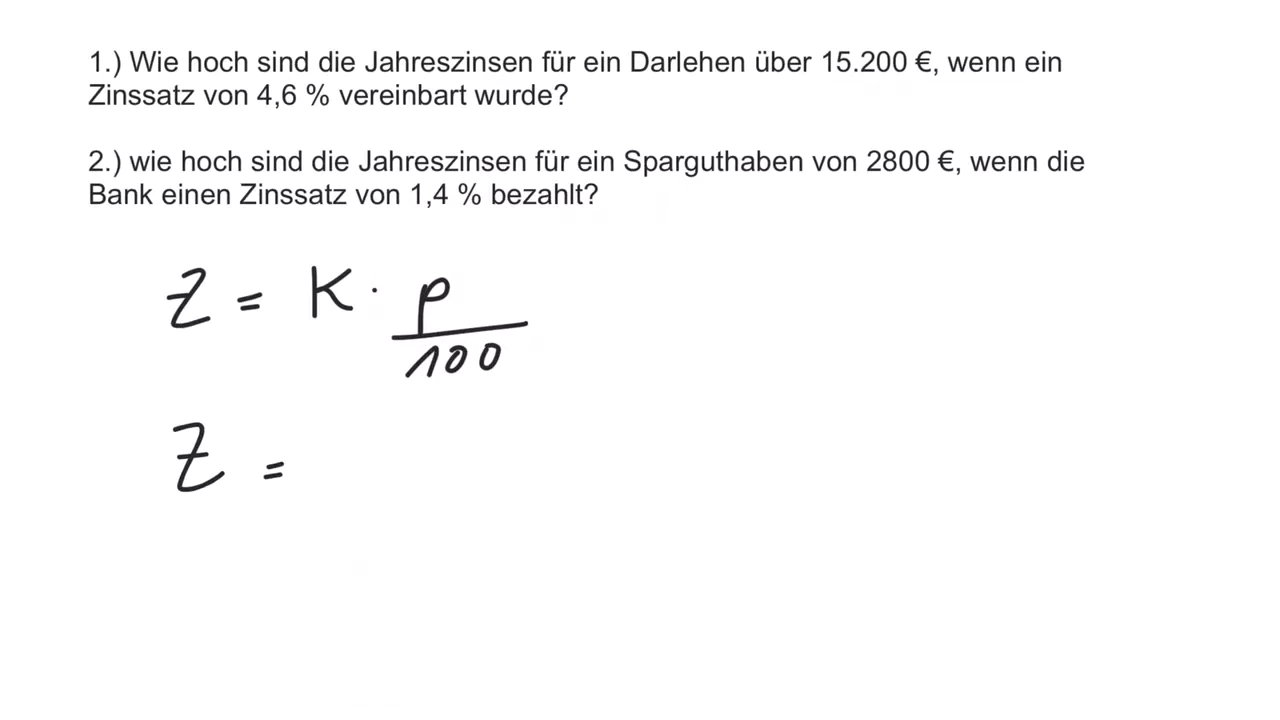 1.) Wie hoch sind die Jahreszinsen für ein Darlehen über 15.200 €, wenn ein
Zinssatz von 4,6 % vereinbart wurde?
2.) wie hoch sind die Jahreszinsen für ein Sparguthaben von 2800 €, wenn die
Bank einen Zinssatz von 1,4 % bezahlt?
Z = K · p
100
Z =